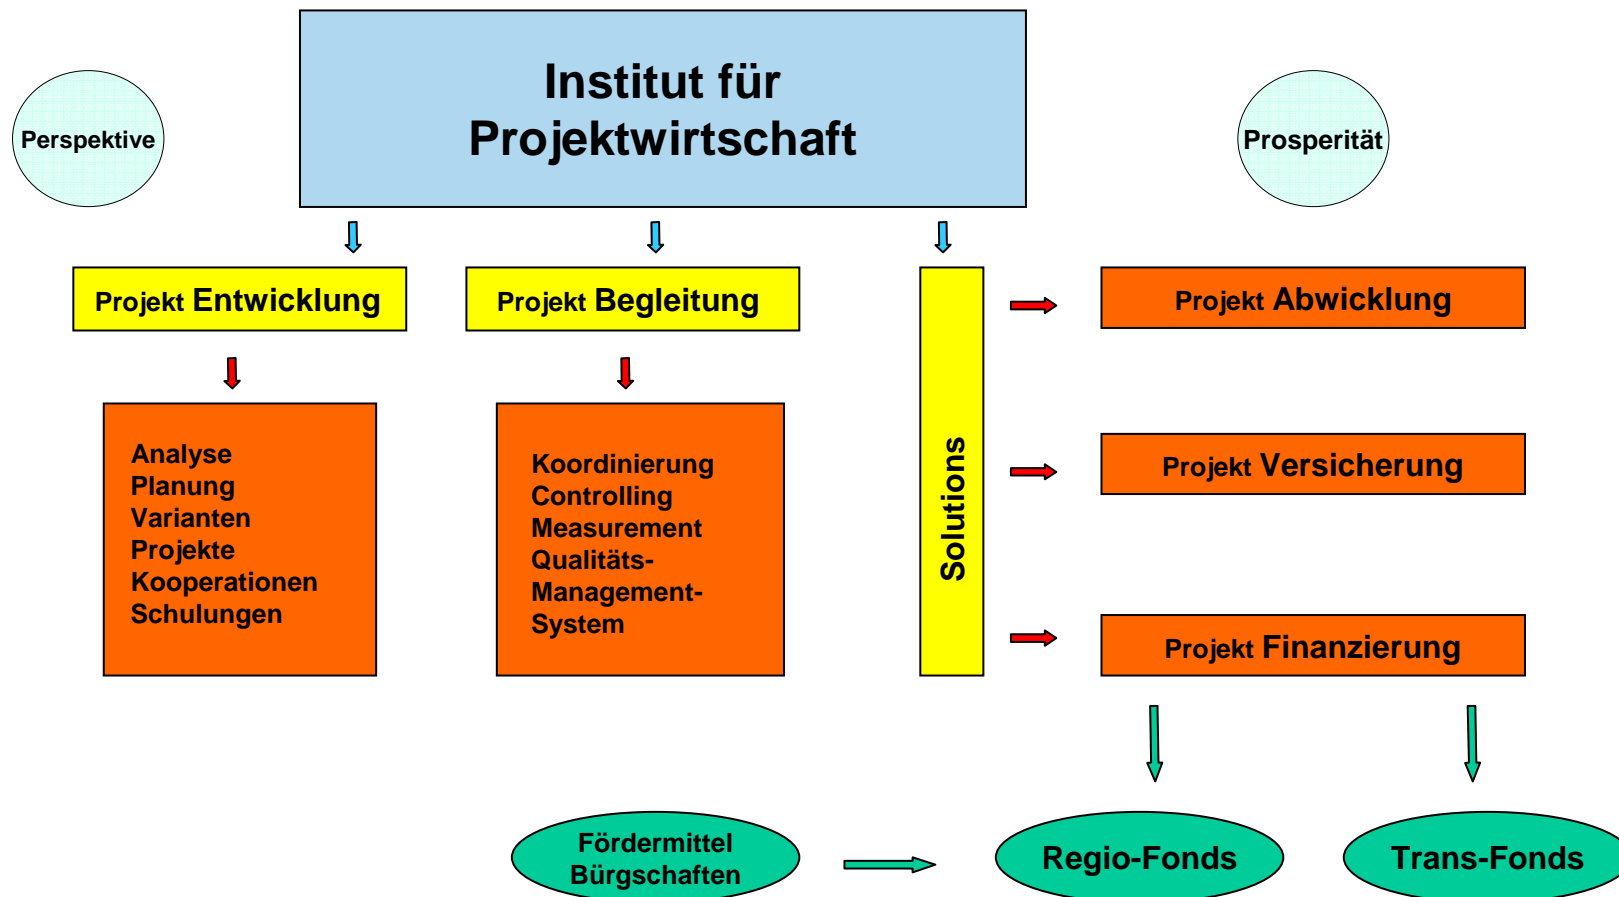 Institut für
Projektwirtschaft
Perspektive
Prosperität
Projekt Entwicklung
Projekt Begleitung
Solutions
Projekt Abwicklung
Analyse
Planung
Varianten
Projekte
Kooperationen
Schulungen
Koordinierung
Controlling
Measurement
Qualitäts-
Management-
System
Projekt Versicherung
Projekt Finanzierung
Fördermittel
Bürgschaften
Regio-Fonds
Trans-Fonds